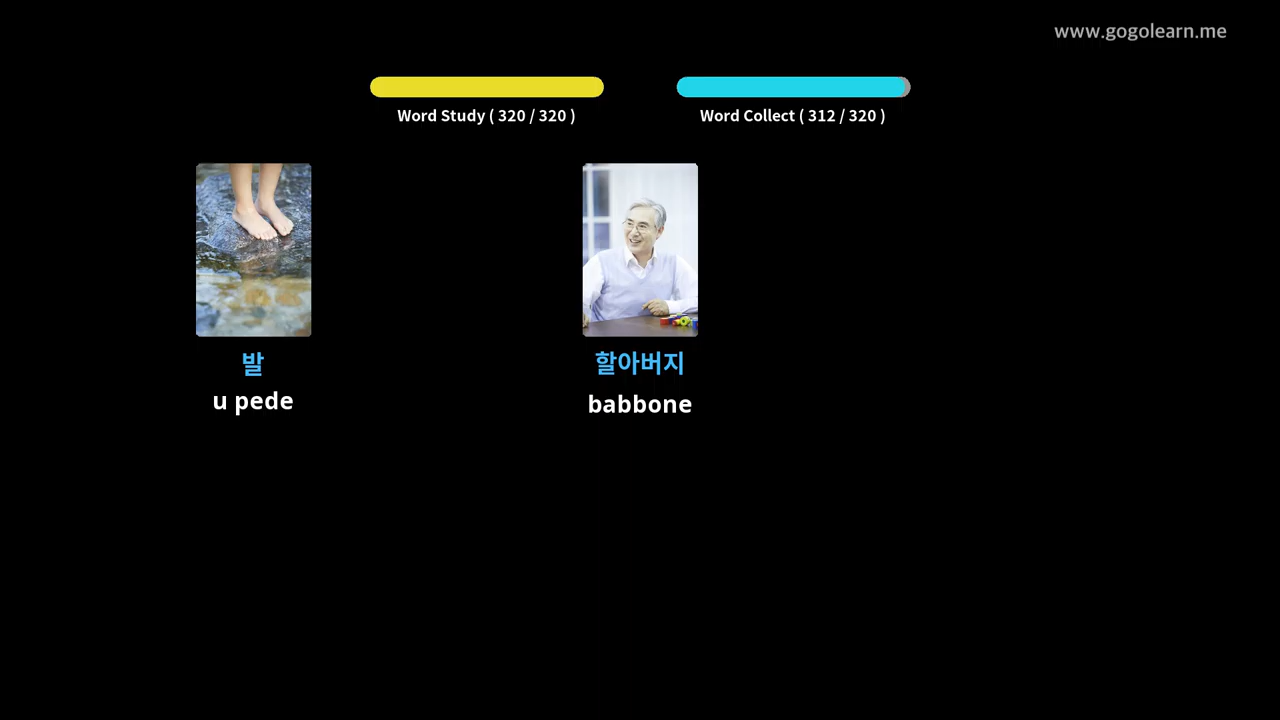 www.gogolearn.me
Word Study ( 320 / 320 )
Word Collect ( 312 / 320 )
발
할아버지
u pede
babbone